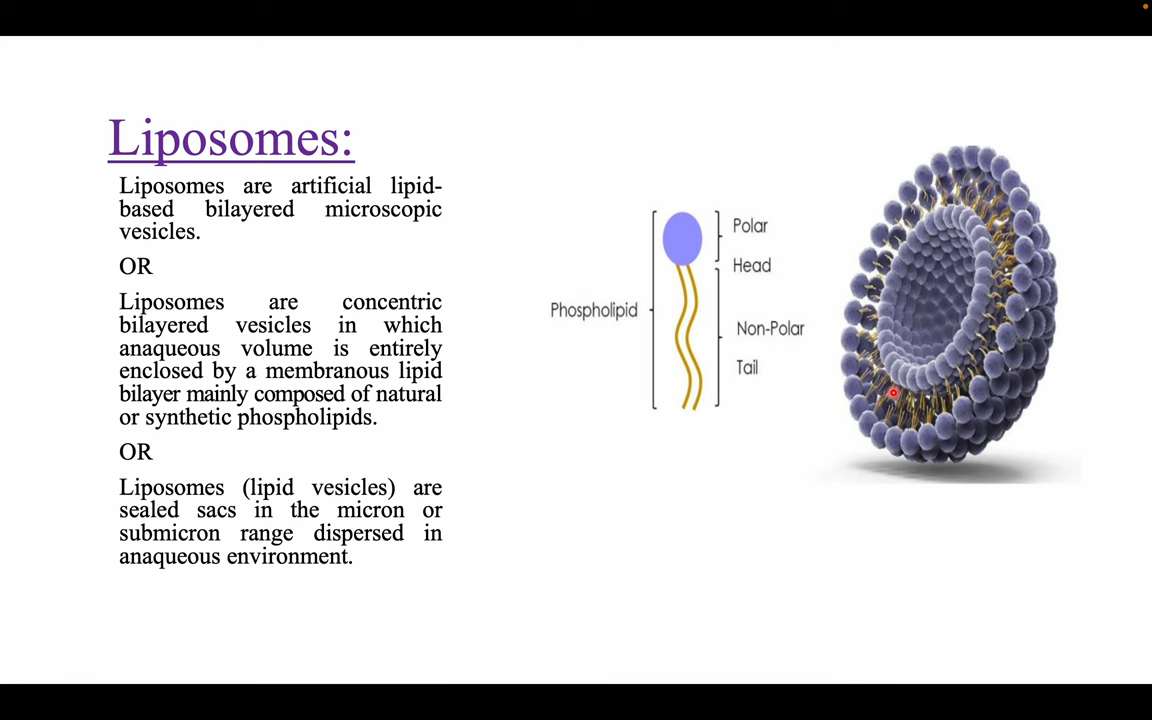 Liposomes:
Liposomes are artificial lipid-
based bilayered microscopic
vesicles.
OR
Liposomes are concentric
bilayered vesicles in which
anaqueous volume is entirely
enclosed by a membranous lipid
bilayer mainly composed of natural
or synthetic phospholipids.
OR
Liposomes (lipid vesicles) are
sealed sacs in the micron or
submicron range dispersed in
anaqueous environment.
Phospholipid
Polar
Head
Non-Polar
Tail